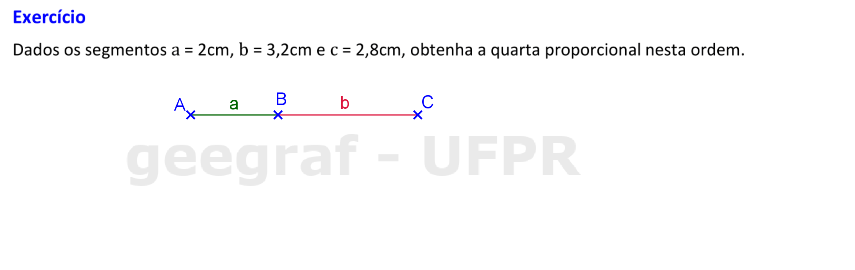 Exercício
Dados os segmentos a = 2cm, b = 3,2cm e c = 2,8cm, obtenha a quarta proporcional nesta ordem.
A a B b C
geegraf - UFPR